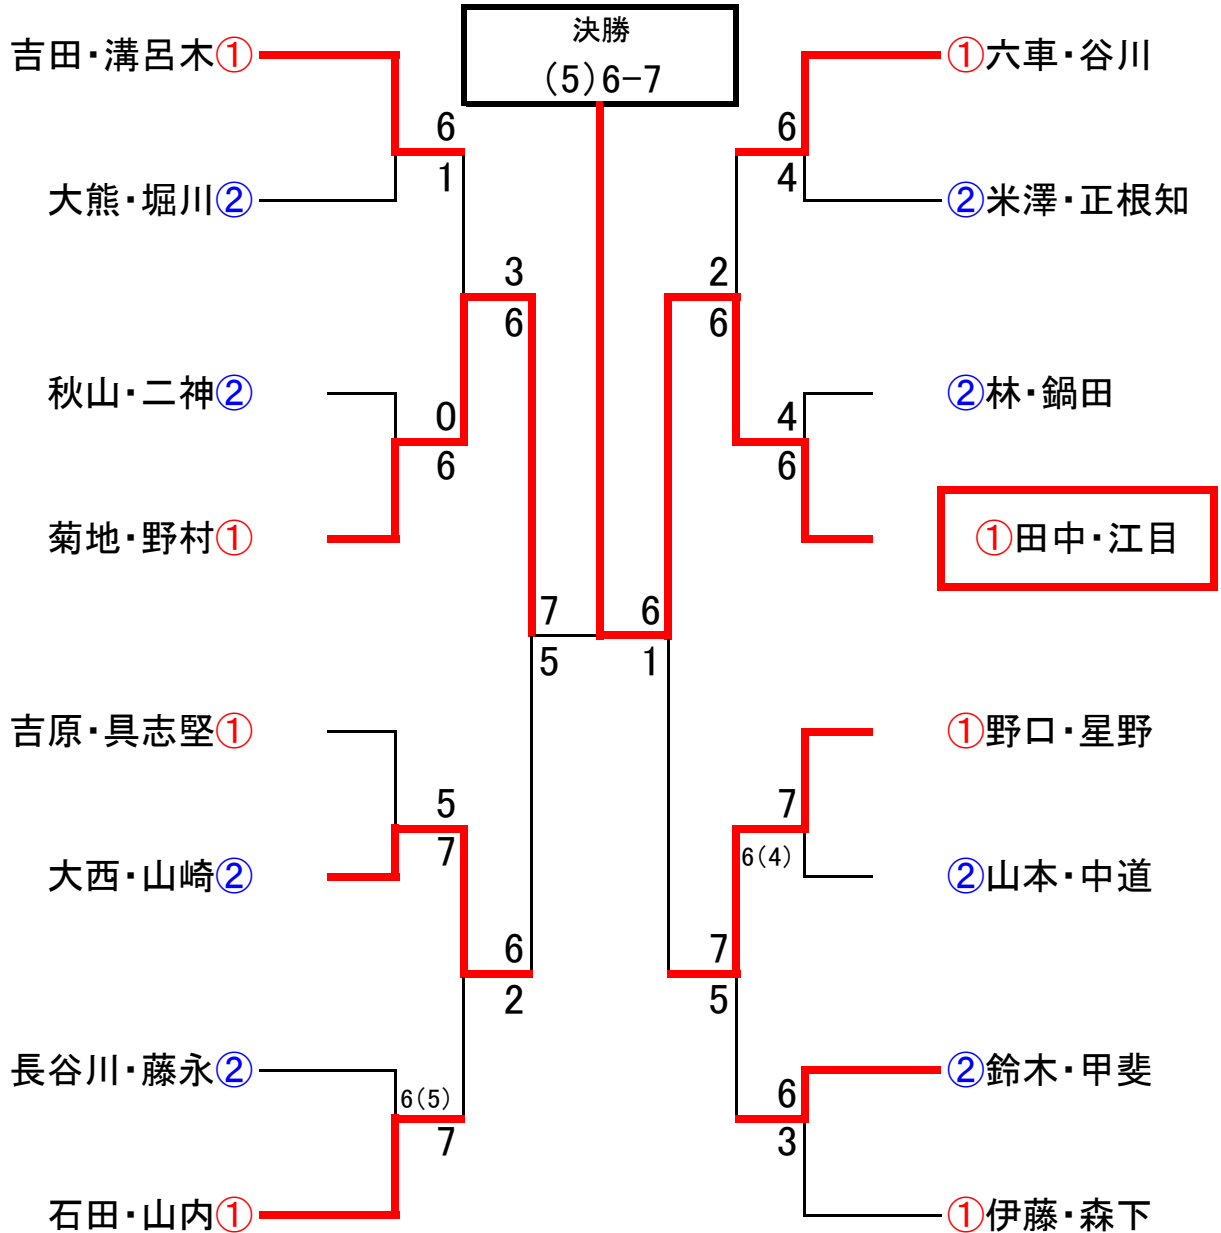 決勝
(5)6-7
吉田・溝呂木①
6
1
大熊・堀川②
3
6
秋山・二神②
0
6
菊地・野村①
7
5
吉原・具志堅①
5
7
大西・山崎②
6
2
長谷川・藤永②
6(5)
7
石田・山内①
①六車・谷川
6
4
②米澤・正根知
2
6
②林・鍋田
4
6
①田中・江目
6
1
①野口・星野
7
6(4)
②山本・中道
7
5
②鈴木・甲斐
6
3
①伊藤・森下